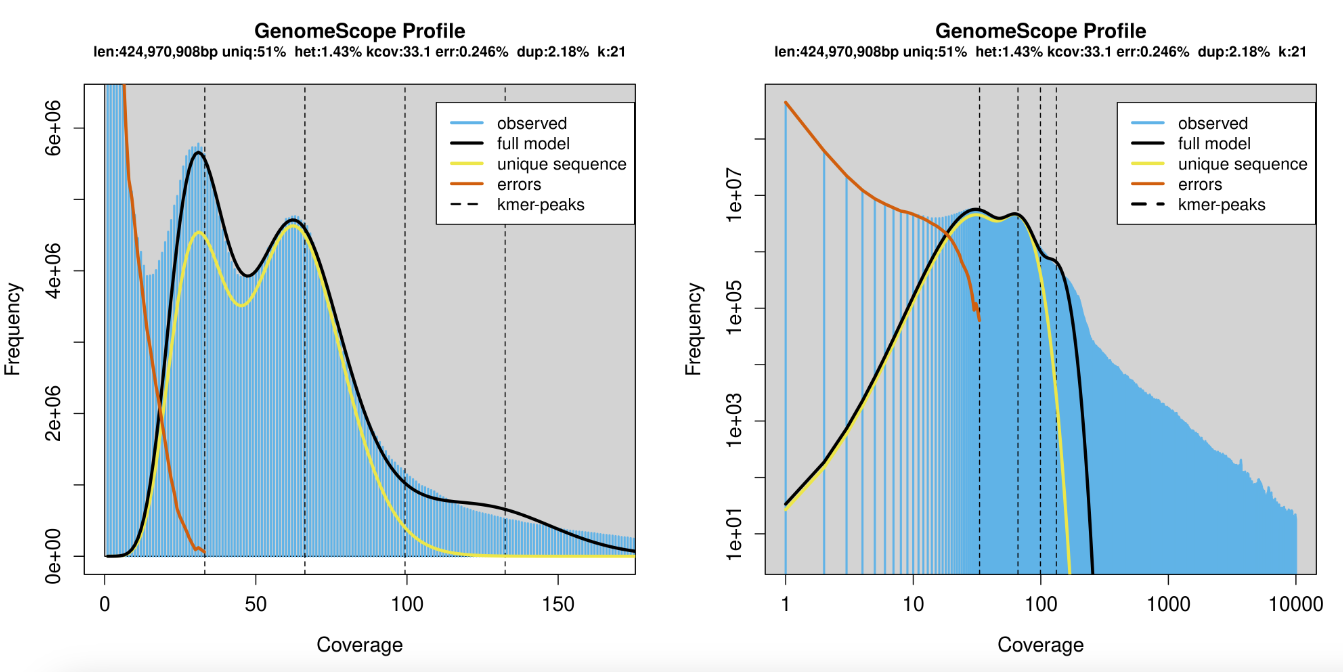 GenomeScope Profile
len:424,970,908bp uniq:51% het:1.43% kcov:33.1 err:0.246% dup:2.18% k:21
observed
full model
unique sequence
errors
kmer-peaks
Frequency
6e+06
4e+06
2e+06
0e+00
0 50 100 150
Coverage
GenomeScope Profile
len:424,970,908bp uniq:51% het:1.43% kcov:33.1 err:0.246% dup:2.18% k:21
observed
full model
unique sequence
errors
kmer-peaks
Frequency
1e+07
1e+05
1e+03
1e+01
1 10 100 1000 10000
Coverage